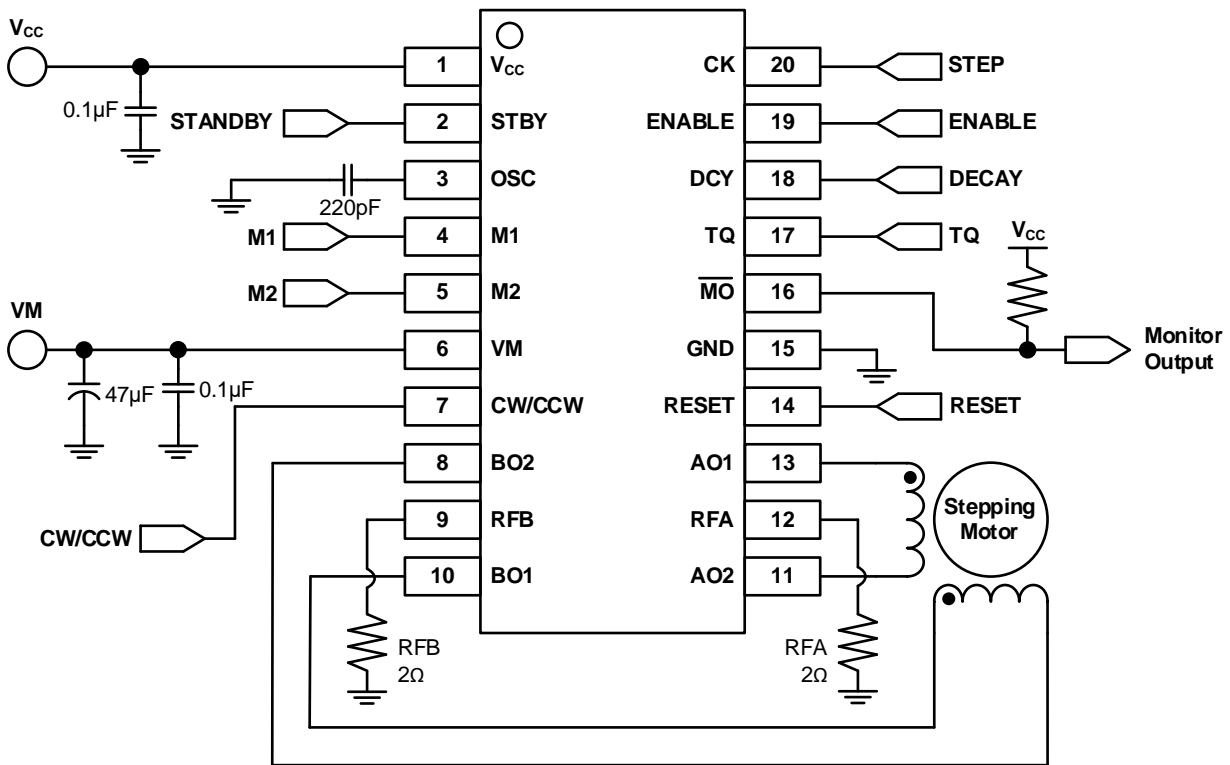 VCC
0.1µF
STANDBY
220pF
M1
M2
VM
47µF
0.1µF
CW/CCW
1 VCC
2 STBY
3 OSC
4 M1
5 M2
6 VM
7 CW/CCW
8 BO2
9 RFB
10 BO1
RFB
2Ω
CK 20
ENABLE 19
DCY 18
TQ 17
MO 16
GND 15
RESET 14
AO1 13
RFA 12
AO2 11
RFA
2Ω
STEP
ENABLE
DECAY
TQ
VCC
Monitor
Output
RESET
Stepping
Motor